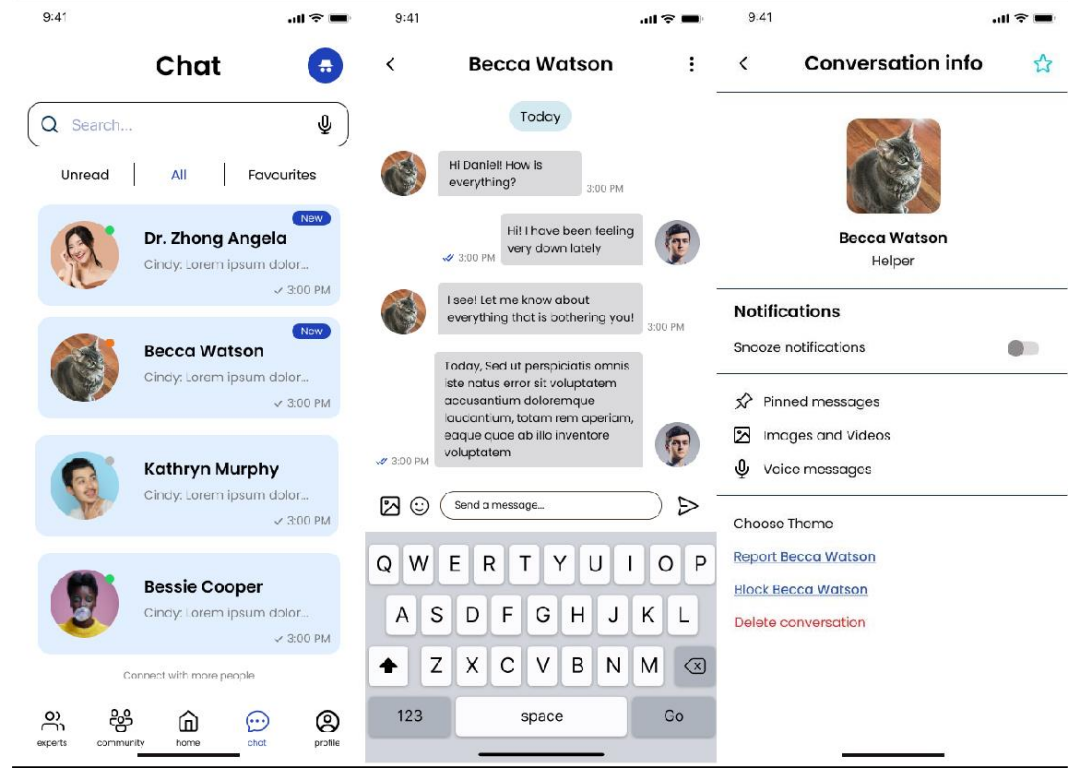 9:41
Chat
Search...
Unread
All
Favourites
New
Dr. Zhong Angela
Cindy: Lorem ipsum dolor...
3:00 PM
New
Becca Watson
Cindy: Lorem ipsum dolor...
3:00 PM
Kathryn Murphy
Cindy: Lorem ipsum dolor...
3:00 PM
Bessie Cooper
Cindy: Lorem ipsum dolor...
3:00 PM
Connect with more people
experts
community
home
chat
profile
9:41
Becca Watson
Today
Hi Daniel! How is
everything?
3:00 PM
Hi! I have been feeling
very down lately
3:00 PM
I see! Let me know about
everything that is bothering you!
3:00 PM
Today, Sed ut perspiciatis omnis
iste natus error sit voluptatem
accusantium doloremque
laudantium, totam rem aperiam,
eaque quae ab illo inventore
voluptatem
3:00 PM
Send a message...
Q W E R T Y U I O P
A S D F G H J K L
Z X C V B N M
123 space Go
9:41
Conversation info
Becca Watson
Helper
Notifications
Snooze notifications
Pinned messages
Images and Videos
Voice messages
Choose Theme
Report Becca Watson
Block Becca Watson
Delete conversation